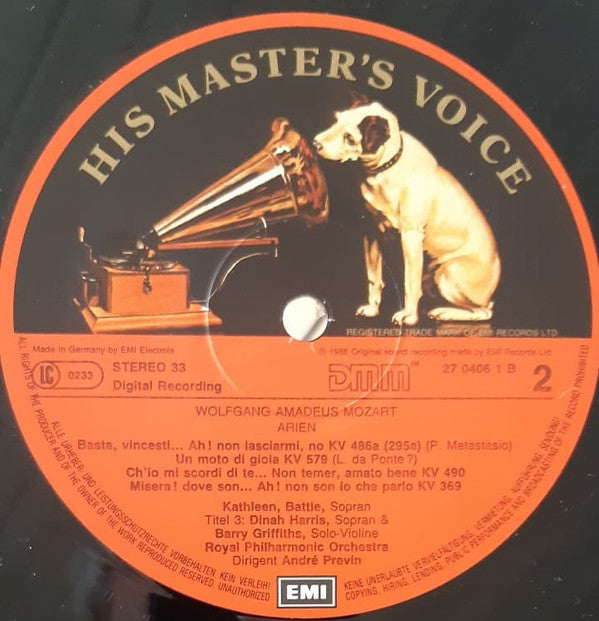 HIS MASTER'S VOICE
REGISTERED TRADE MARK OF EMI RECORDS LTD
Made in Germany by EMI Electrola
℗ 1986 Original sound recording made by EMI Records Ltd
LC 0233
STEREO 33
Digital Recording
DMM
27 0406 1 B
2
WOLFGANG AMADEUS MOZART
ARIEN
Basta, vincesti... Ah! non lasciarmi, no KV 486a (295a) (P. Metastasio)
Un moto di gioia KV 579 (L. da Ponte?)
Ch'io mi scordi di te... Non temer, amato bene KV 490
Misera! dove son... Ah! non son io che parlo KV 369
Kathleen, Battle, Sopran
Titel 3: Dinah Harris, Sopran &
Barry Griffiths, Solo-Violine
Royal Philharmonic Orchestra
Dirigent André Previn
EMI
ALL RIGHTS OF THE PRODUCER AND OF THE OWNER OF THE WORK REPRODUCED RESERVED UNAUTHORIZED
ALLE URHEBER- UND LEISTUNGSSCHUTZRECHTE VORBEHALTEN KEIN VERLEIH!
KEINE UNERLAUBTE VERVIELFÄLTIGUNG, VERMIETUNG, AUFFÜHRUNG, SENDUNG!
COPYING, HIRING, LENDING, PUBLIC PERFORMANCE AND BROADCASTING OF THE RECORD PROHIBITED.